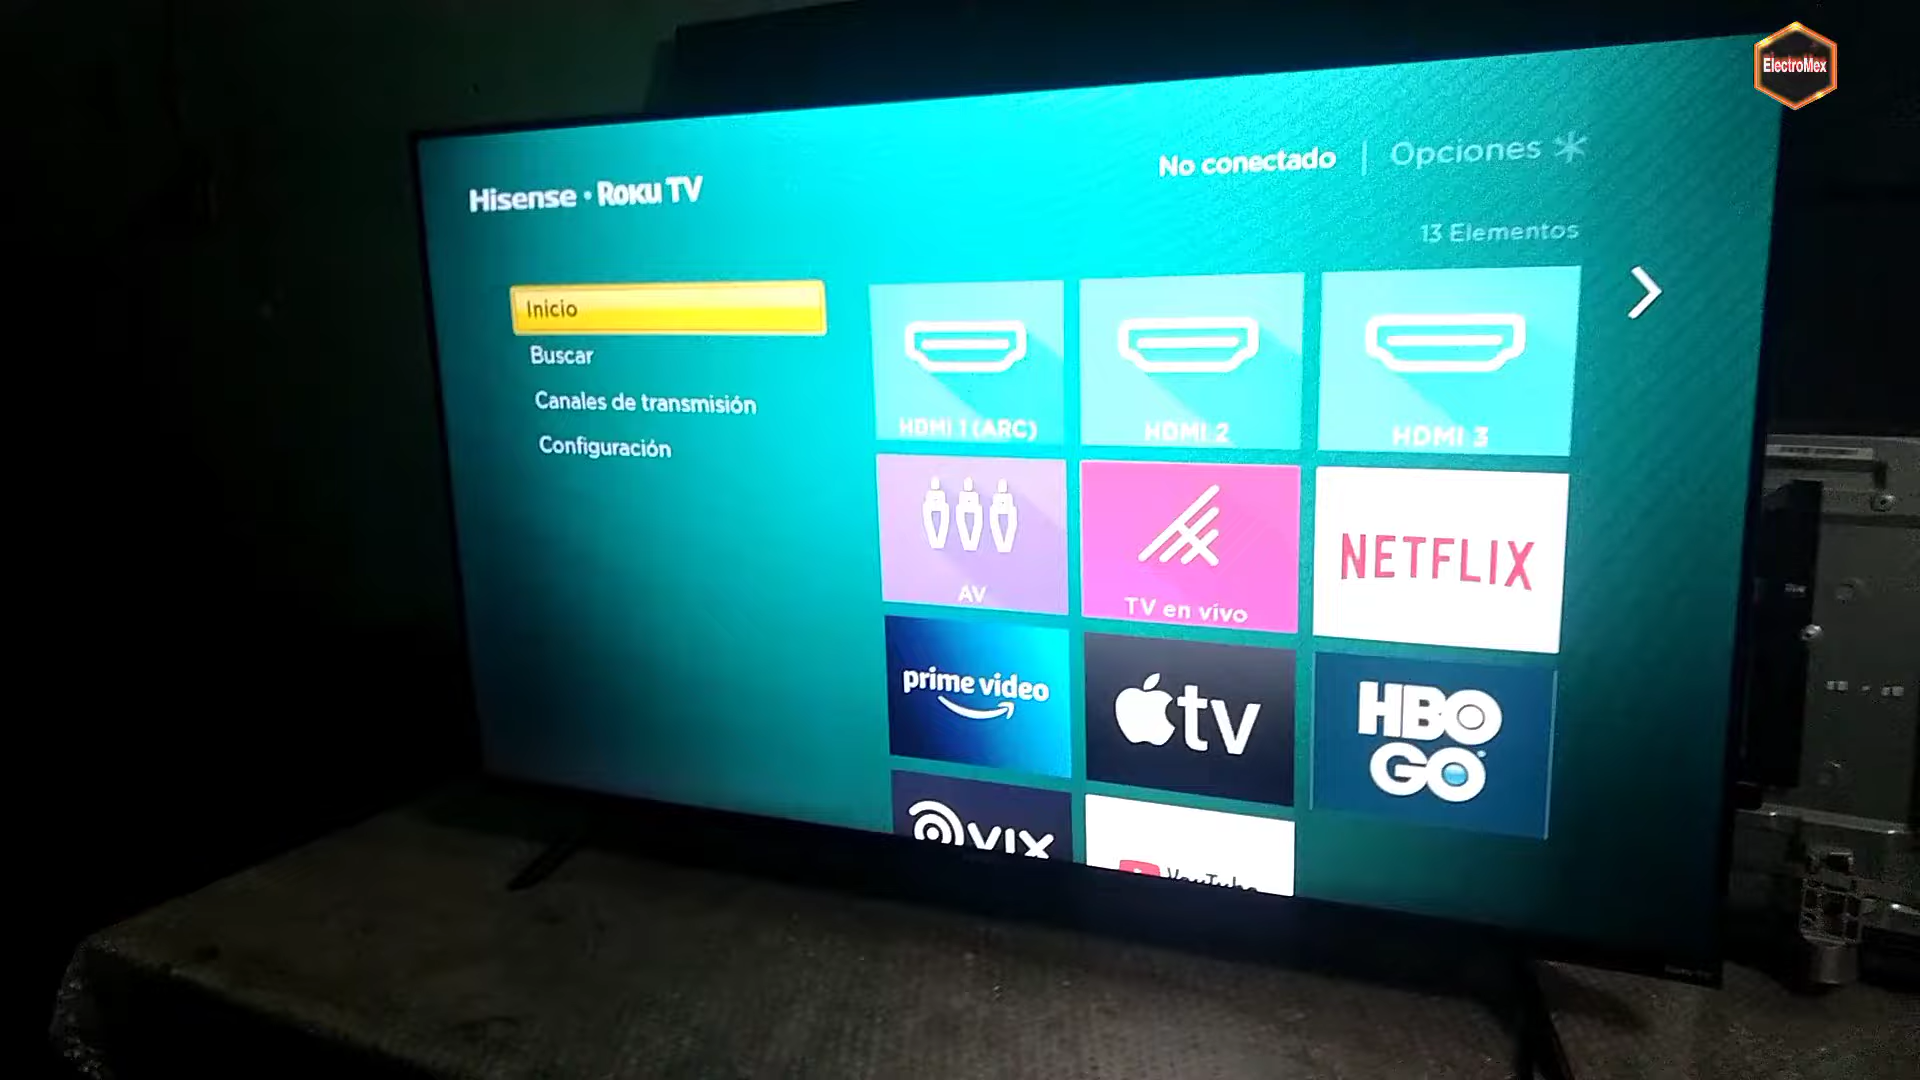 ElectroMex
No conectado | Opciones
Hisense • Roku TV
13 Elementos
Inicio
Buscar
Canales de transmisión
Configuración
HDMI 1 (ARC)
HDMI 2
HDMI 3
AV
TV en vivo
NETFLIX
prime video
tv
HBO
GO
VIX
YouTube